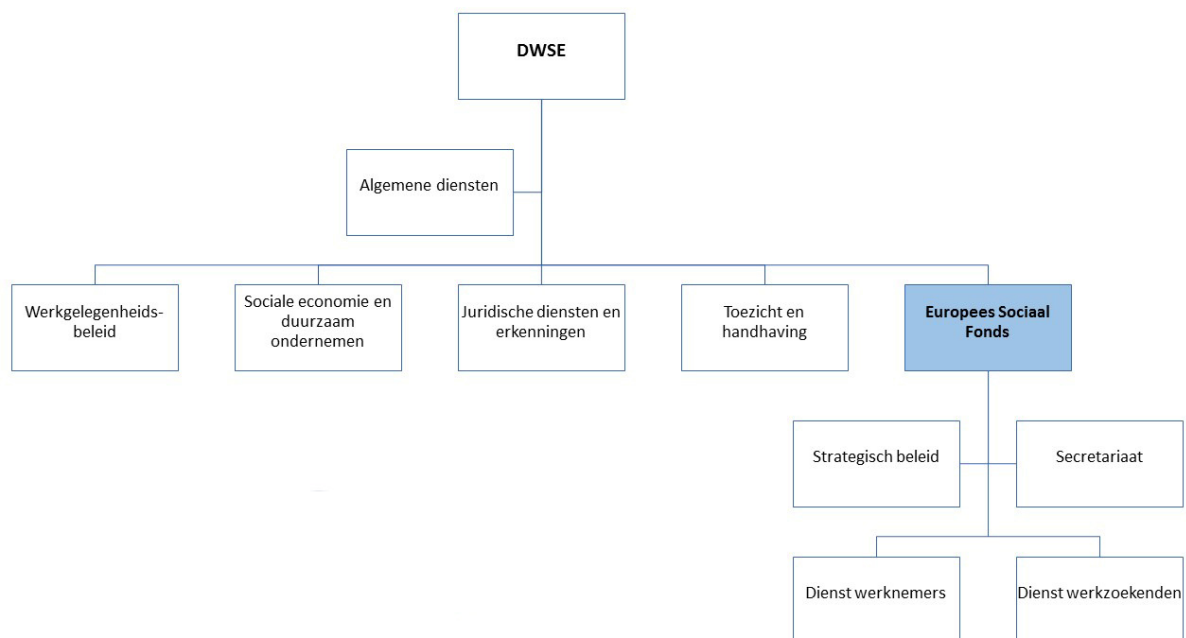 DWSE
Algemene diensten
Werkgelegenheids-
beleid
Sociale economie en
duurzaam
ondernemen
Juridische diensten en
erkenningen
Toezicht en
handhaving
Europees Sociaal
Fonds
Strategisch beleid
Secretariaat
Dienst werknemers
Dienst werkzoekenden